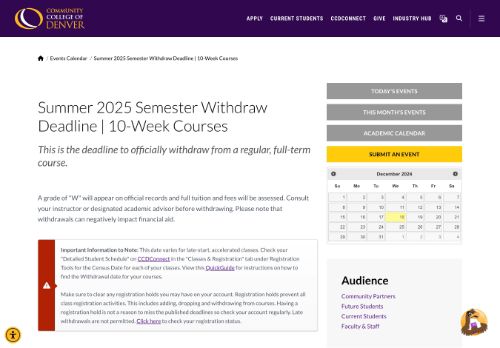 COMMUNITY
COLLEGE OF
DENVER
APPLY CURRENT STUDENTS CCDCONNECT GIVE INDUSTRY HUB
/ Events Calendar / Summer 2025 Semester Withdraw Deadline | 10-Week Courses
Summer 2025 Semester Withdraw
Deadline | 10-Week Courses
This is the deadline to officially withdraw from a regular, full-term
course.
A grade of "W" will appear on official records and full tuition and fees will be assessed. Consult
your instructor or designated academic advisor before withdrawing. Please note that
withdrawals can negatively impact financial aid.
Important Information to Note: This date varies for late-start, accelerated classes. Check your
"Detailed Student Schedule" on CCDConnect in the "Classes & Registration" tab under Registration
Tools for the Census Date for each of your classes. View this QuickGuide for instructions on how to
find the Withdrawal date for your courses.
Make sure to clear any registration holds you may have on your account. Registration holds prevent all
class registration activities. This includes adding, dropping and withdrawing from courses. Having a
registration hold is not a reason to miss the published deadlines so check your account regularly. Late
withdrawals are not permitted. Click here to check your registration status.
TODAY'S EVENTS
THIS MONTH'S EVENTS
ACADEMIC CALENDAR
SUBMIT AN EVENT
December 2024
Su Mo Tu We Th Fr Sa
1 2 3 4 5 6 7
8 9 10 11 12 13 14
15 16 17 18 19 20 21
22 23 24 25 26 27 28
29 30 31 1 2 3 4
Audience
Community Partners
Future Students
Current Students
Faculty & Staff